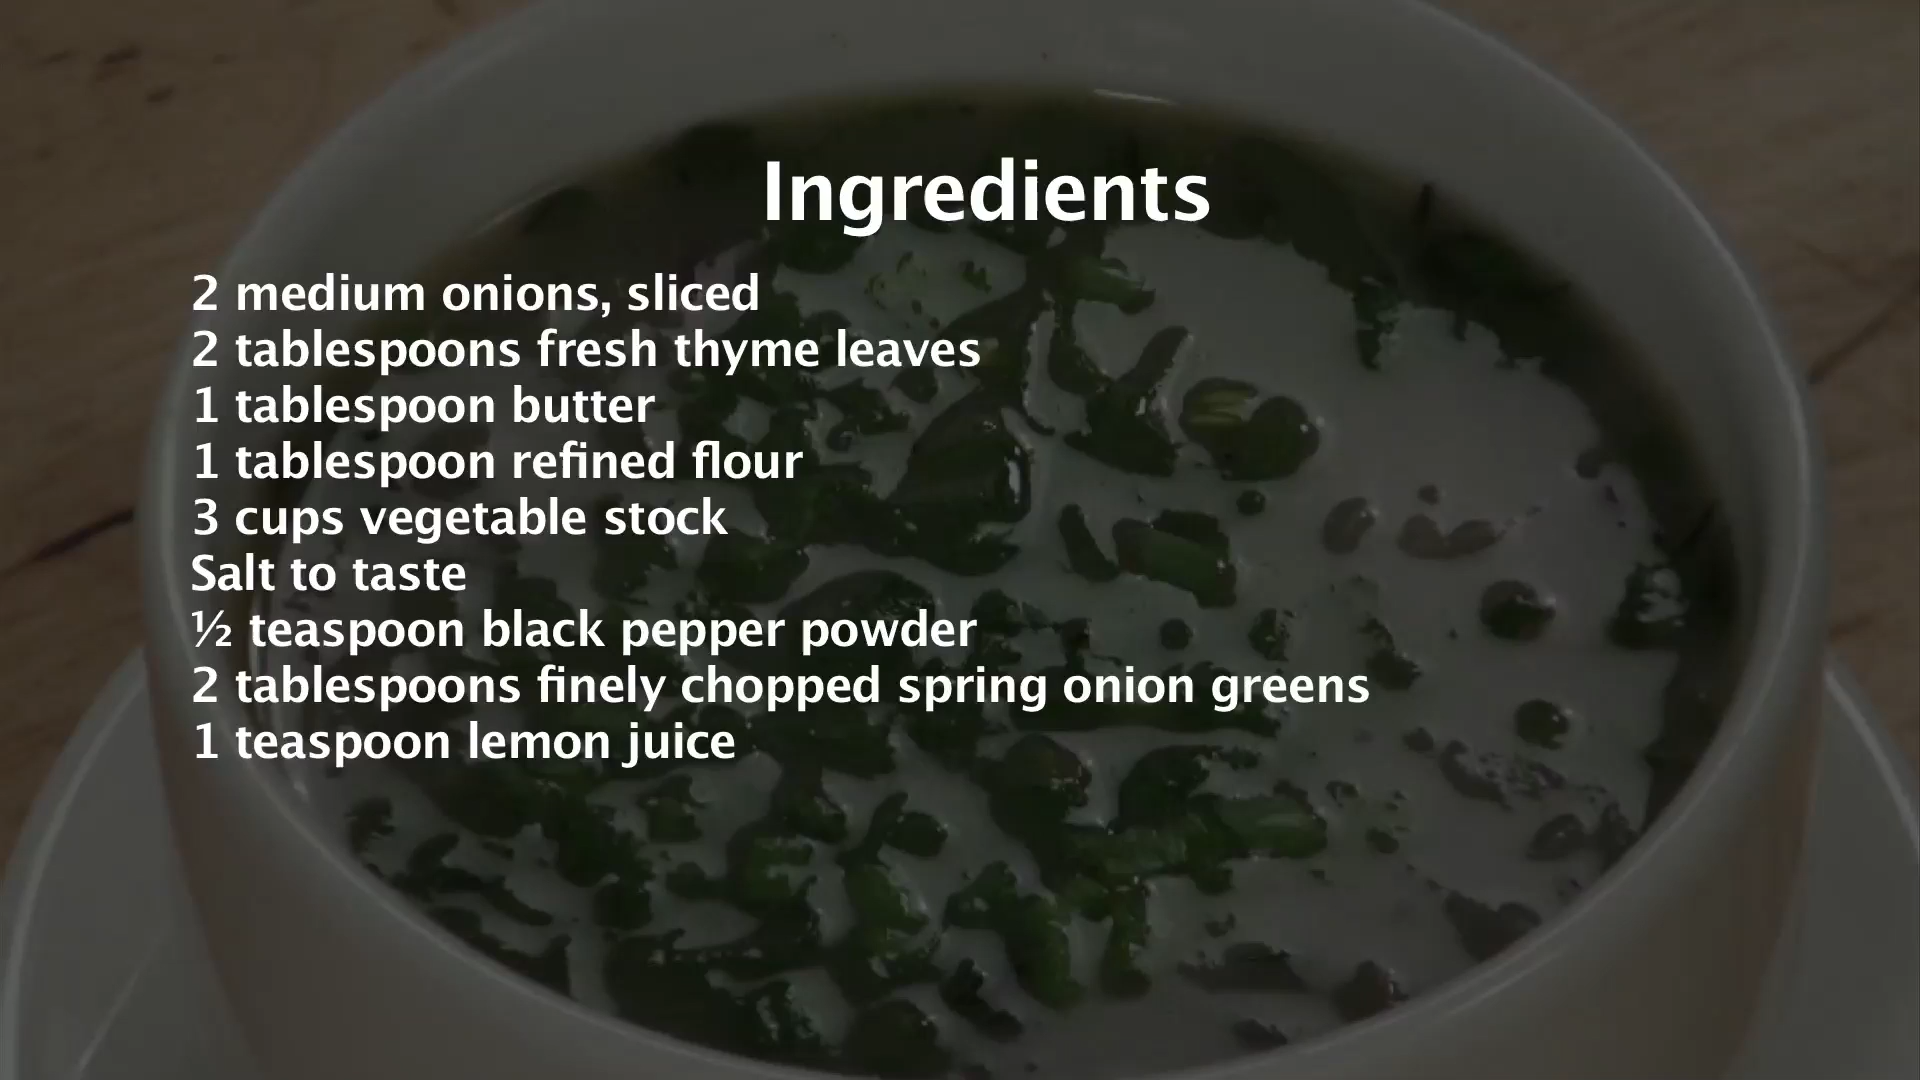 Ingredients
2 medium onions, sliced
2 tablespoons fresh thyme leaves
1 tablespoon butter
1 tablespoon refined flour
3 cups vegetable stock
Salt to taste
½ teaspoon black pepper powder
2 tablespoons finely chopped spring onion greens
1 teaspoon lemon juice